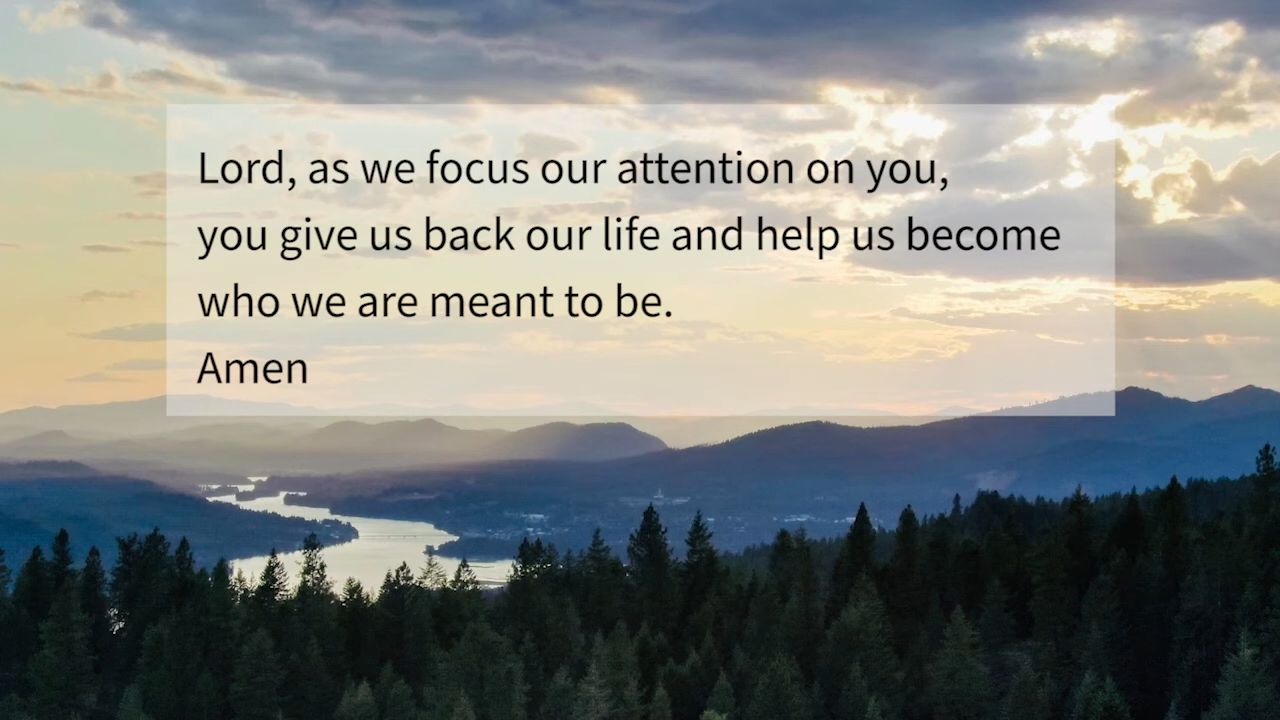 Lord, as we focus our attention on you,
you give us back our life and help us become
who we are meant to be.
Amen